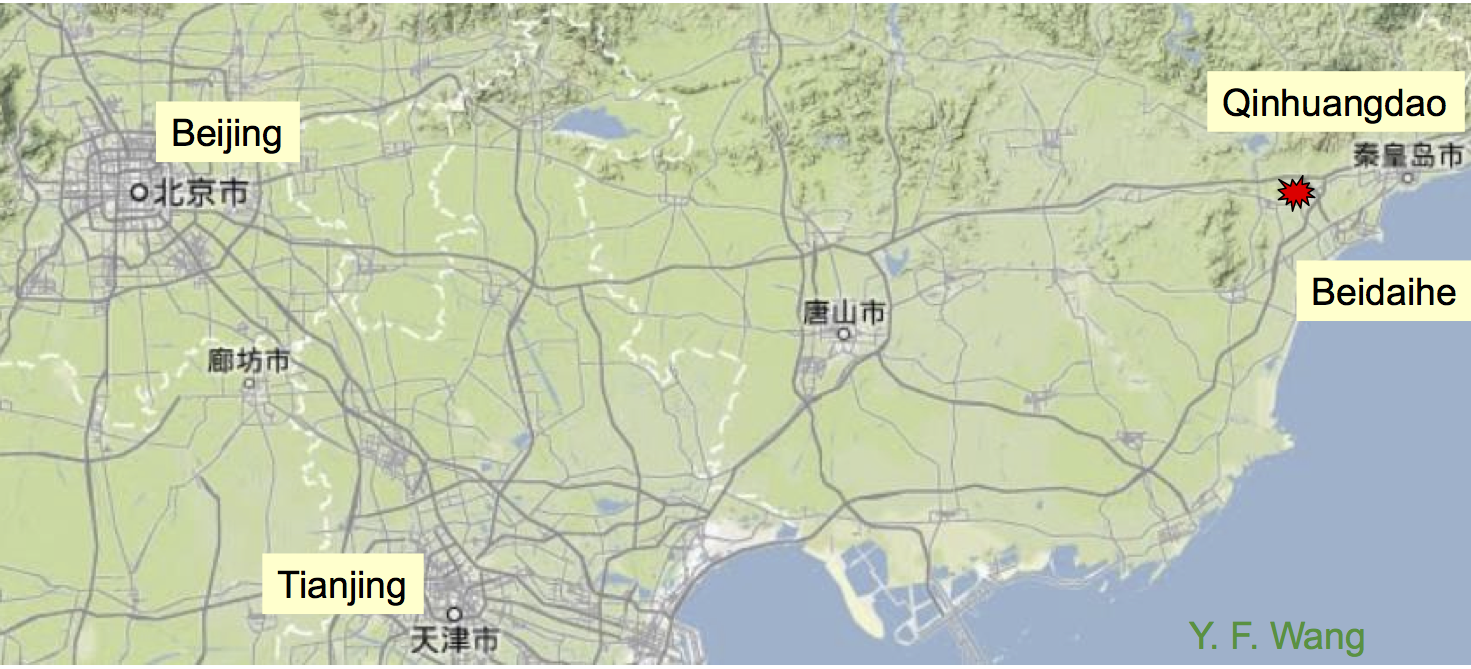 Qinhuangdao
Beijing
秦皇岛市
北京市
Beidaihe
唐山市
廊坊市
Tianjing
天津市
Y. F. Wang